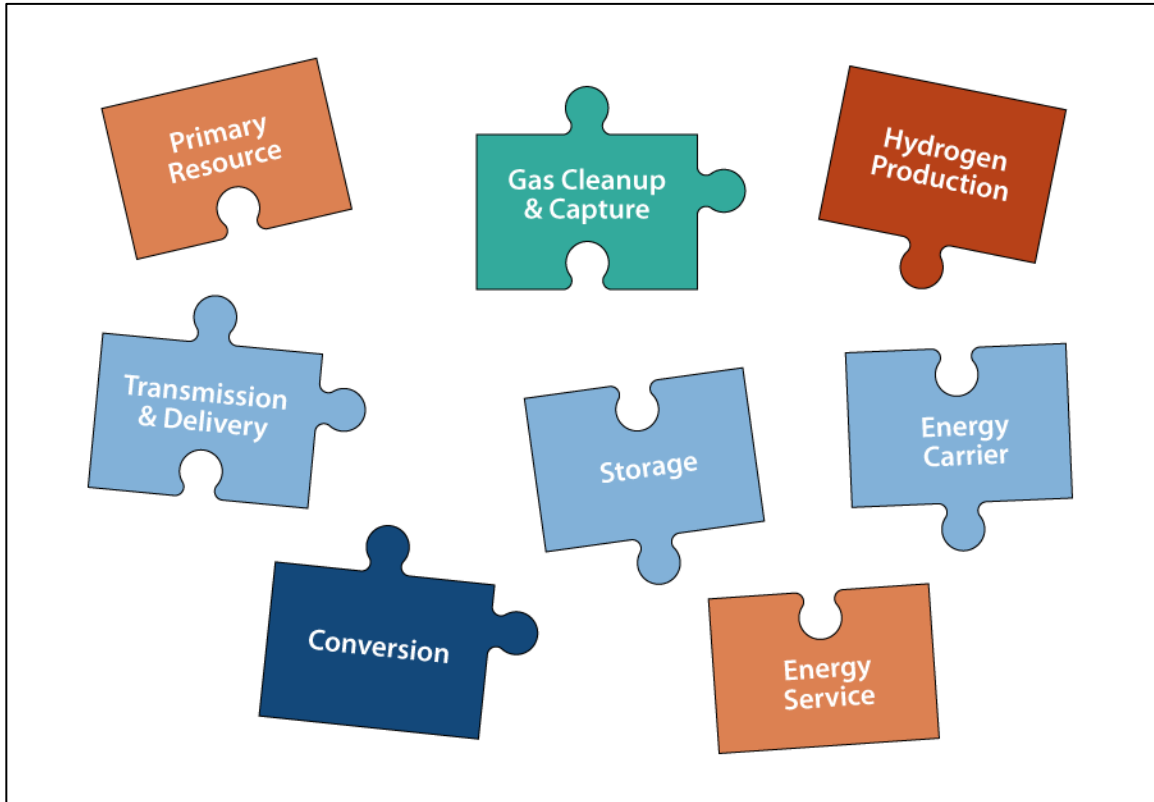 Primary
Resource
Gas Cleanup
& Capture
Hydrogen
Production
Transmission
& Delivery
Storage
Energy
Carrier
Conversion
Energy
Service